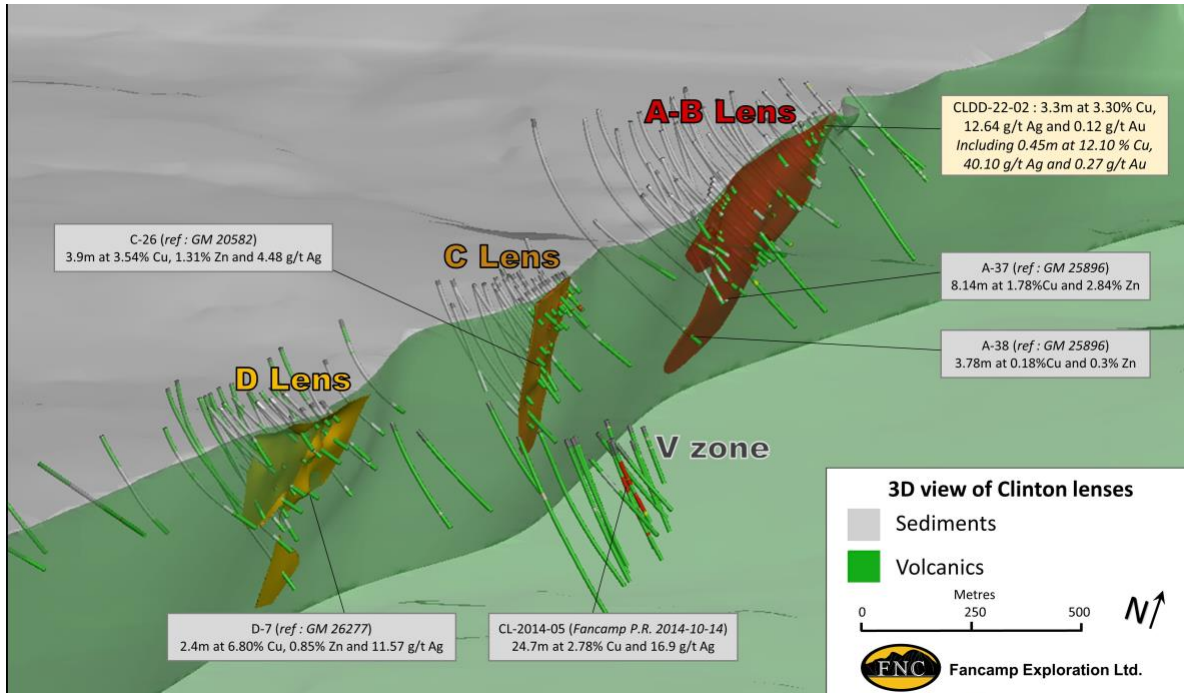 A-B Lens
CLDD-22-02 : 3.3m at 3.30% Cu,
12.64 g/t Ag and 0.12 g/t Au
Including 0.45m at 12.10 % Cu,
40.10 g/t Ag and 0.27 g/t Au
C-26 (ref : GM 20582)
3.9m at 3.54% Cu, 1.31% Zn and 4.48 g/t Ag
C Lens
A-37 (ref : GM 25896)
8.14m at 1.78%Cu and 2.84% Zn
A-38 (ref : GM 25896)
3.78m at 0.18%Cu and 0.3% Zn
D Lens
V zone
D-7 (ref : GM 26277)
2.4m at 6.80% Cu, 0.85% Zn and 11.57 g/t Ag
CL-2014-05 (Fancamp P.R. 2014-10-14)
24.7m at 2.78% Cu and 16.9 g/t Ag
3D view of Clinton lenses
Sediments
Volcanics
Metres
0 250 500
N
FNC
Fancamp Exploration Ltd.